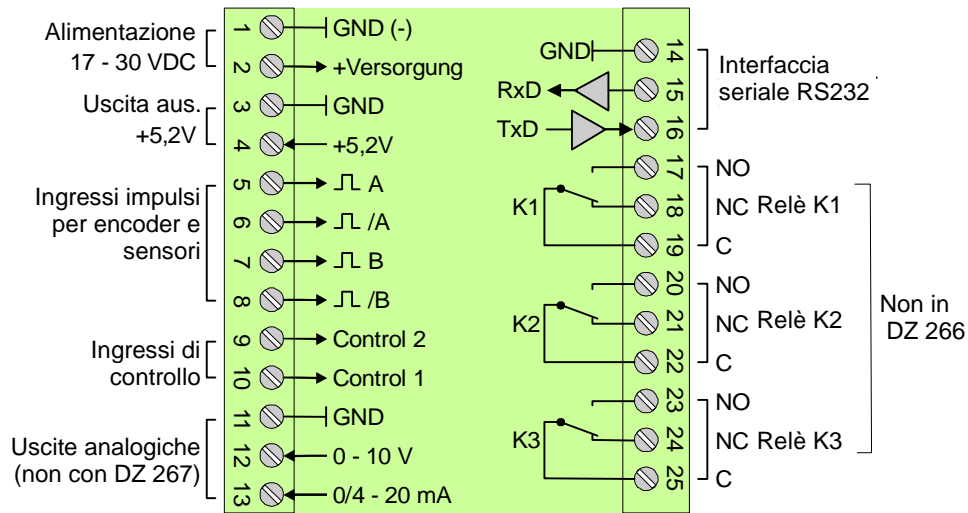 Alimentazione
17 - 30 VDC
Uscita aus.
+5,2V
Ingressi impulsi
per encoder e
sensori
Ingressi di
controllo
Uscite analogiche
(non con DZ 267)
1 GND (-)
2 +Versorgung
3 GND
4 +5,2V
5 A
6 /A
7 B
8 /B
9 Control 2
10 Control 1
11 GND
12 0 - 10 V
13 0/4 - 20 mA
GND 14
RxD 15
TxD 16
Interfaccia
seriale RS232
17 NO
K1 18 NC Relè K1
19 C
20 NO
K2 21 NC Relè K2
22 C
23 NO
K3 24 NC Relè K3
25 C
Non in
DZ 266